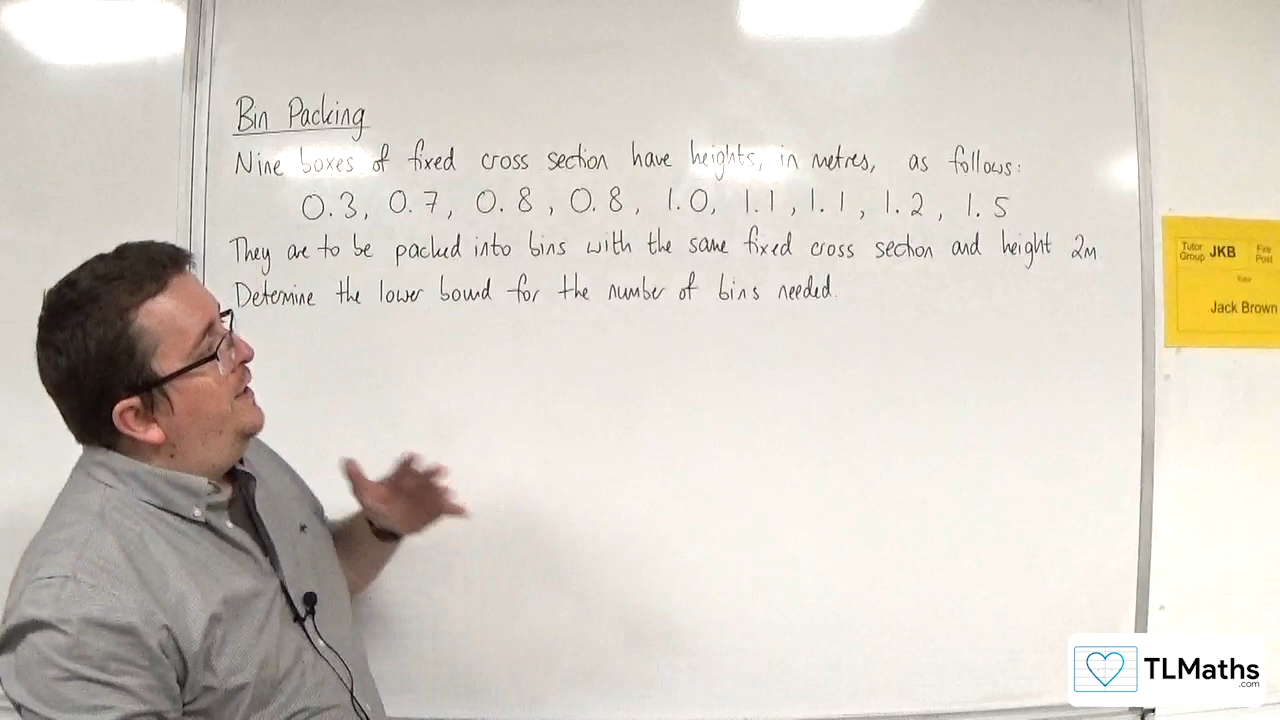 Bin Packing
Nine boxes of fixed cross section have heights, in metres, as follows:
0.3, 0.7, 0.8, 0.8, 1.0, 1.1, 1.1, 1.2, 1.5
They are to be packed into bins with the same fixed cross section and height 2m
Determine the lower bound for the number of bins needed.
Tutor Group JKB Fire Post
Tutor
Jack Brown
TLMaths
.com